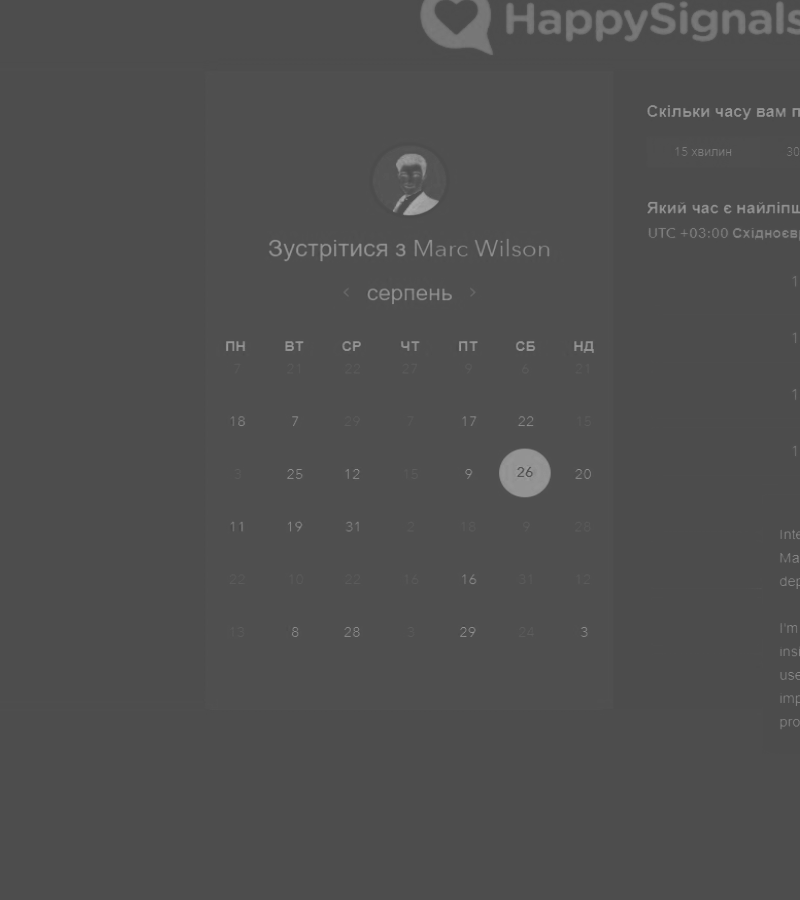 HappySignals
Зустрітися з Marc Wilson
серпень
ПН ВТ СР ЧТ ПТ СБ НД
7 21 22 27 9 6 21
18 7 29 7 17 22 15
3 25 12 15 9 26 20
11 19 31 2 18 9 28
22 10 22 16 16 31 12
13 8 28 3 29 24 3
Скільки часу вам п
15 хвилин 30
Який час є найліпш
UTC +03:00 Східноєв
1
1
1
1
Inte
Ma
dep
I'm
insi
use
imp
pro